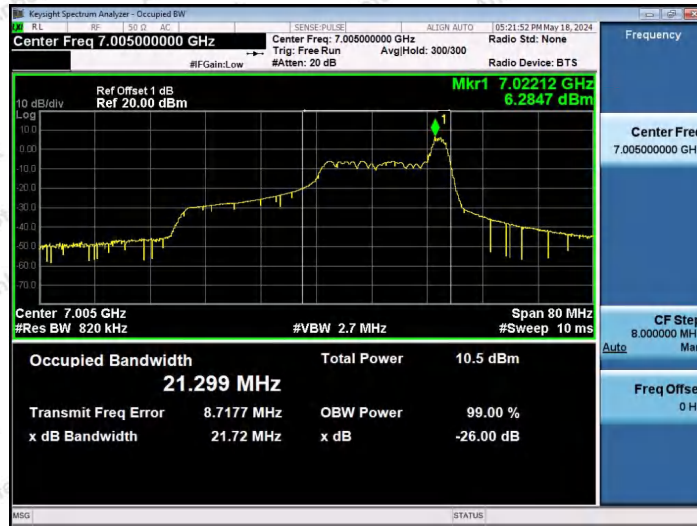 Keysight Spectrum Analyzer - Occupied BW
RL RF 50 Ω AC SENSE:PULSE ALIGN AUTO 05:21:52 PM May 18, 2024
Center Freq 7.005000000 GHz
Center Freq: 7.005000000 GHz
Radio Std: None
Trig: Free Run Avg|Hold: 300/300
#IFGain:Low #Atten: 20 dB Radio Device: BTS
Frequency
Ref Offset 1 dB
10 dB/div Ref 20.00 dBm
Mkr1 7.02212 GHz
6.2847 dBm
Log
10.0
0.00
-10.0
-20.0
-30.0
-40.0
-50.0
-60.0
-70.0
1
Center 7.005 GHz Span 80 MHz
#Res BW 820 kHz #VBW 2.7 MHz #Sweep 10 ms
Occupied Bandwidth
21.299 MHz
Total Power 10.5 dBm
Transmit Freq Error 8.7177 MHz OBW Power 99.00 %
x dB Bandwidth 21.72 MHz x dB -26.00 dB
Center Fre
7.005000000 GH
CF Step
8.000000 MH
Auto Ma
Freq Offse
0 H
MSG STATUS